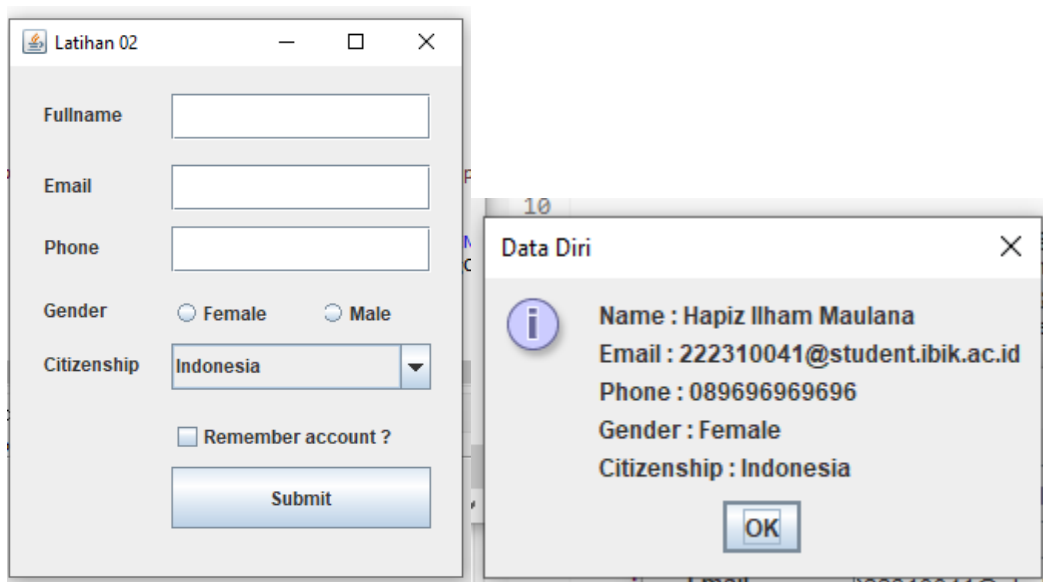 Latihan 02
Fullname
Email
Phone
Gender
Female
Male
Citizenship
Indonesia
Remember account ?
Submit
10
Data Diri
Name : Hapiz Ilham Maulana
Email : 222310041@student.ibik.ac.id
Phone : 089696969696
Gender : Female
Citizenship : Indonesia
OK